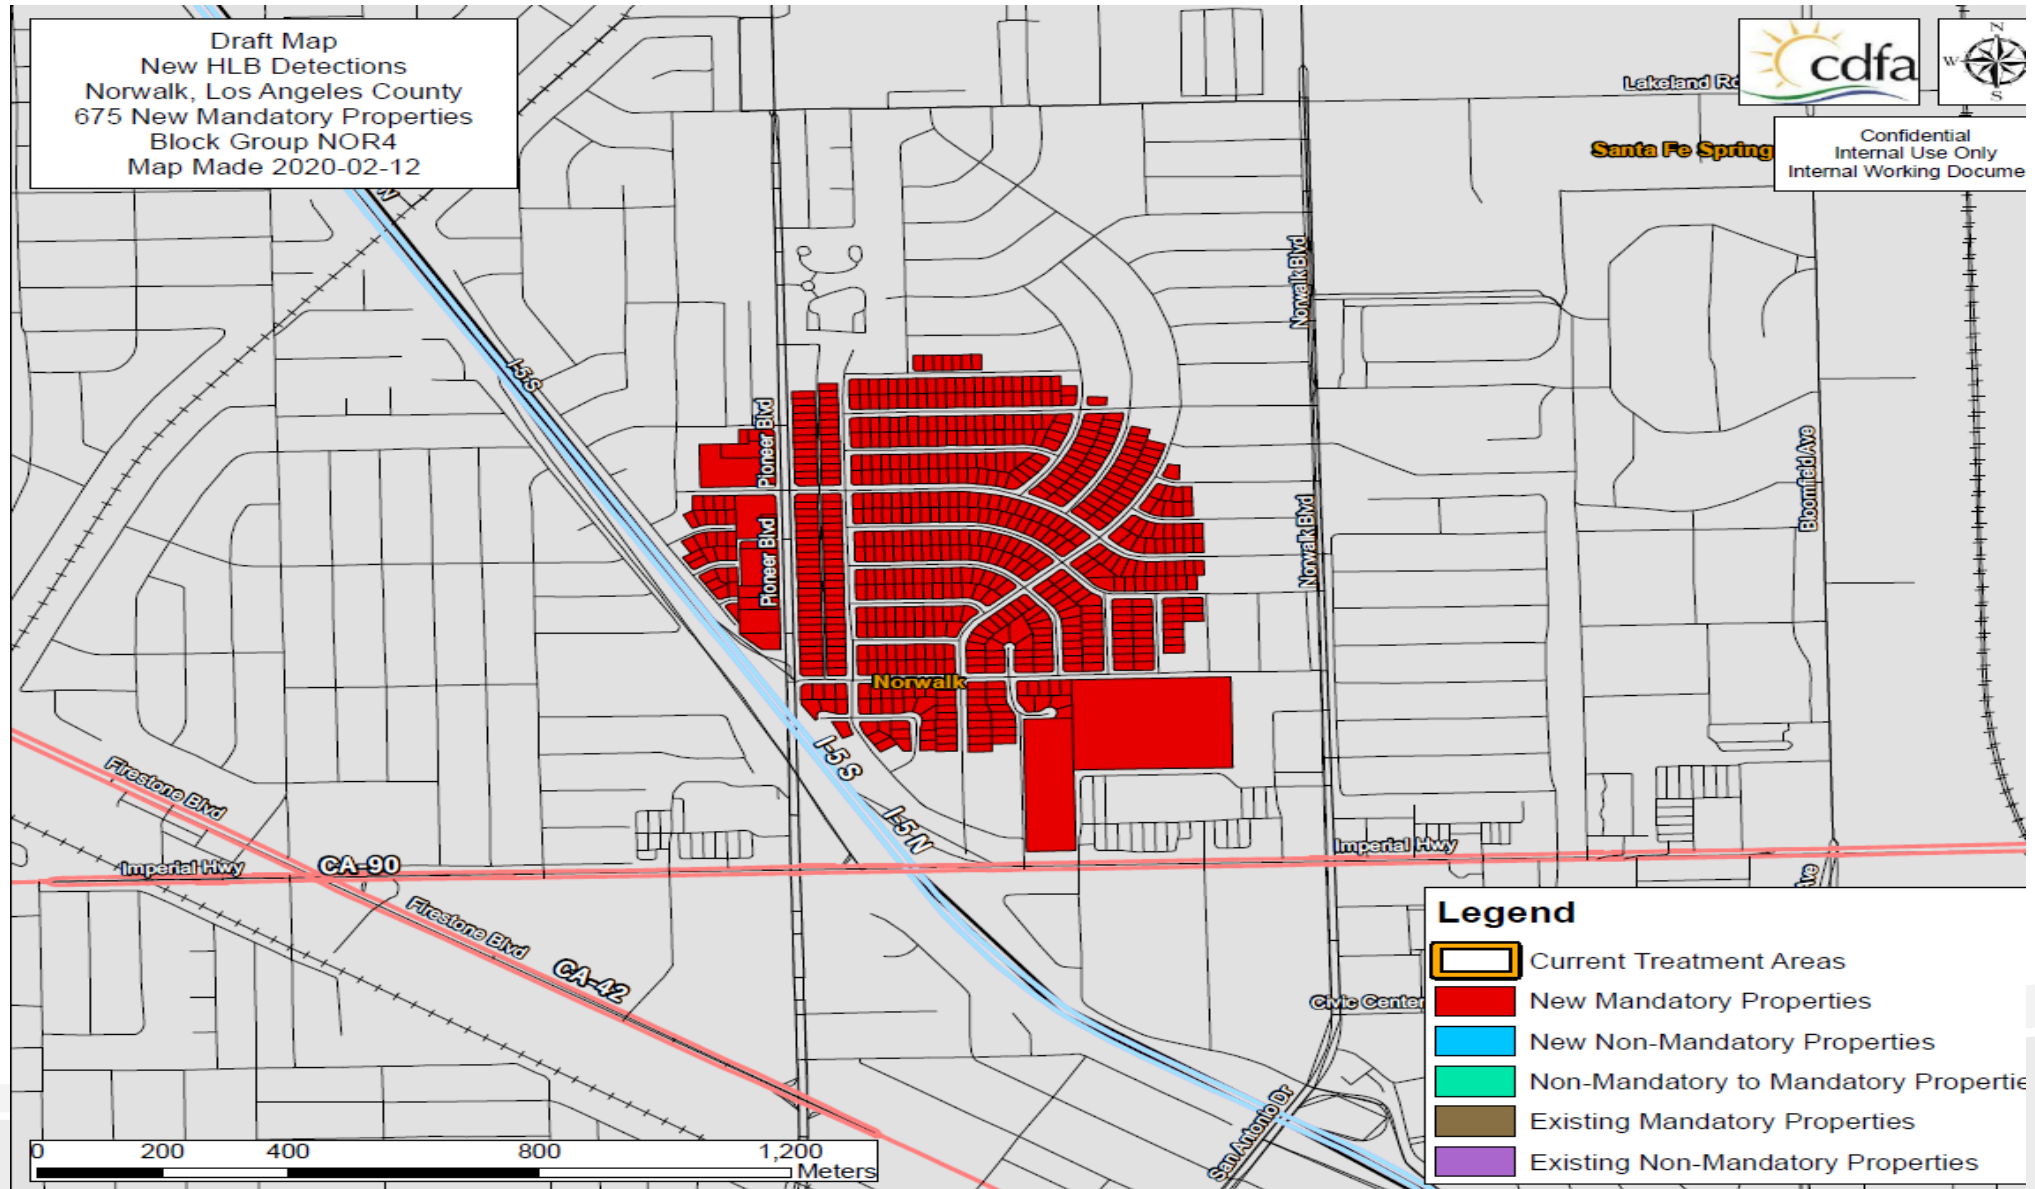 Draft Map
New HLB Detections
Norwalk, Los Angeles County
675 New Mandatory Properties
Block Group NOR4
Map Made 2020-02-12
cdfa
N
W
S
Confidential
Internal Use Only
Internal Working Docume
Lakeland Rd
Santa Fe Spring
N
Norwalk Blvd
I-5 S
Pioneer Blvd
Bloomfield Ave
Norwalk Blvd
Pioneer Blvd
Norwalk
I-5 S
Firestone Blvd
I-5 N
Imperial Hwy
Imperial Hwy
CA-90
Ave
Firestone Blvd
CA-42
Civic Center
San Antonio Dr
Legend
Current Treatment Areas
New Mandatory Properties
New Non-Mandatory Properties
Non-Mandatory to Mandatory Propertie
Existing Mandatory Properties
Existing Non-Mandatory Properties
0 200 400 800 1,200
Meters